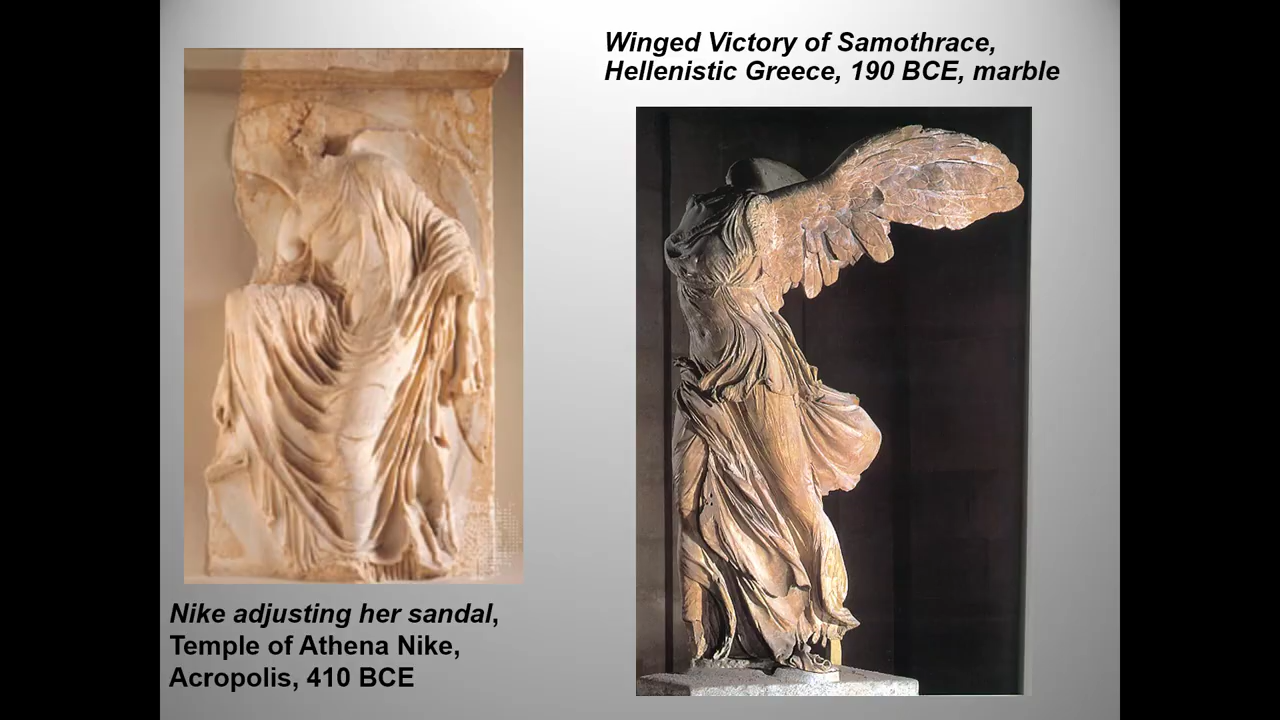 Winged Victory of Samothrace,
Hellenistic Greece, 190 BCE, marble
Nike adjusting her sandal,
Temple of Athena Nike,
Acropolis, 410 BCE